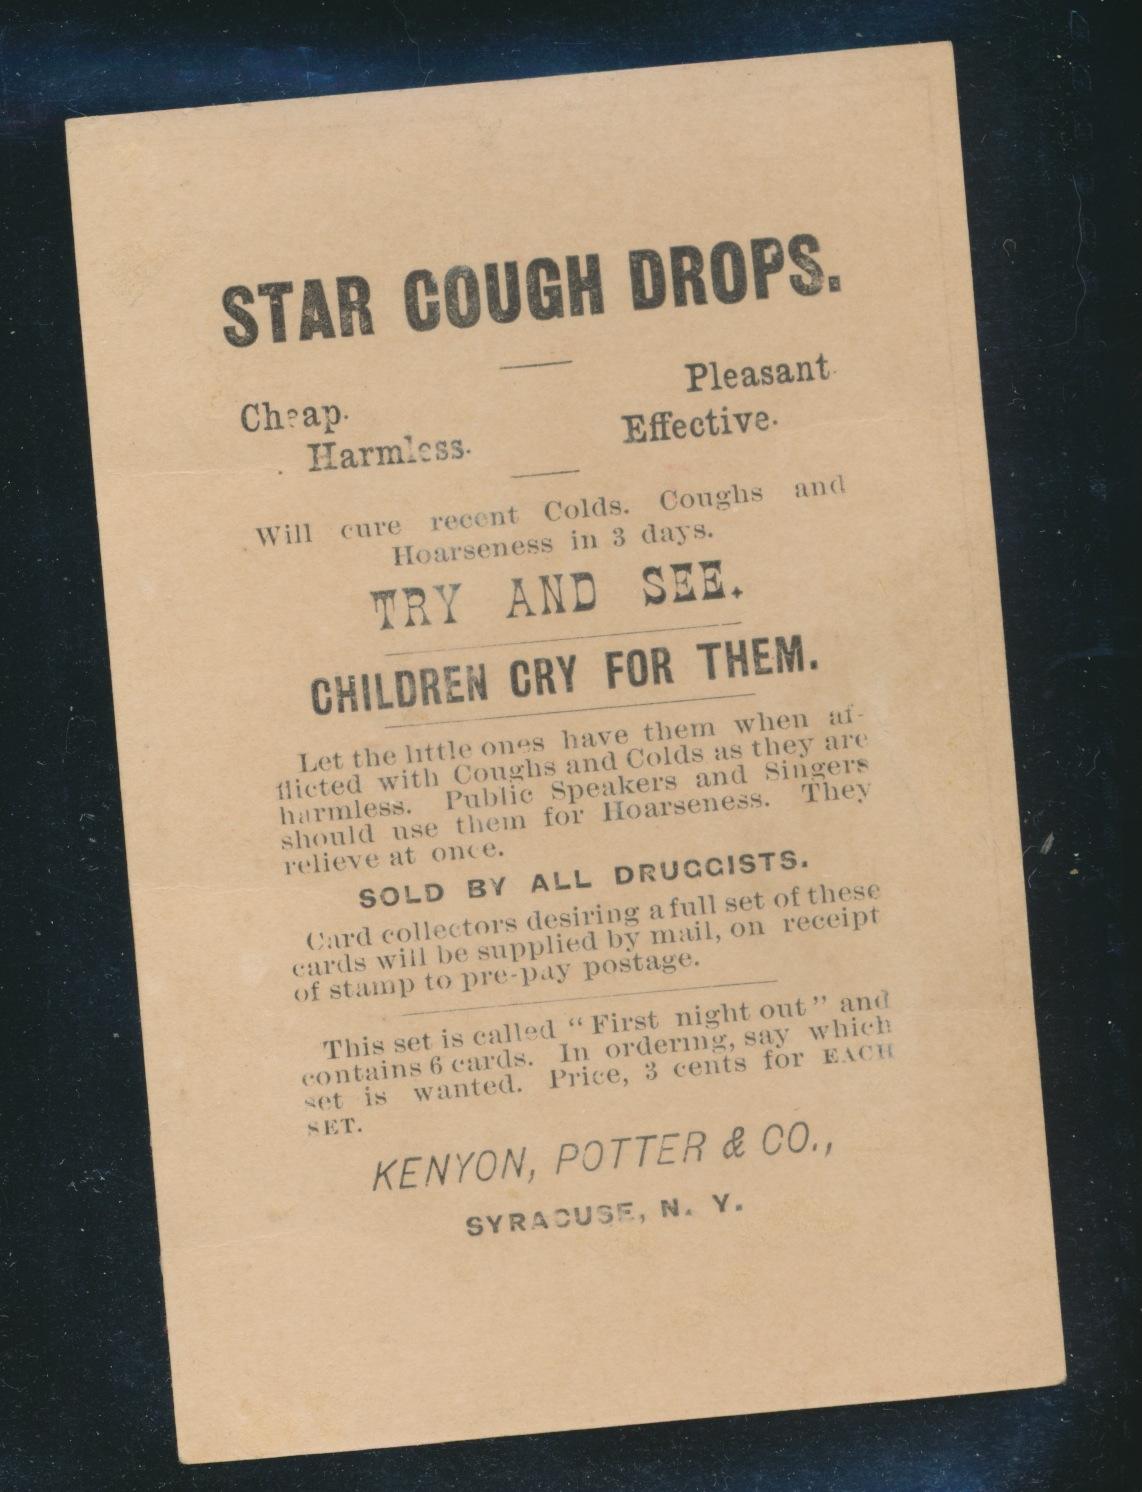 STAR COUGH DROPS.
Pleasant.
Cheap.
Effective.
Harmless.
Will cure recent Colds. Coughs and
Hoarseness in 3 days.
TRY AND SEE.
CHILDREN CRY FOR THEM.
Let the little ones have them when af-
flicted with Coughs and Colds as they are
harmless. Public Speakers and Singers
should use them for Hoarseness. They
relieve at once.
SOLD BY ALL DRUGGISTS.
Card collectors desiring a full set of these
cards will be supplied by mail, on receipt
of stamp to pre-pay postage.
This set is called "First night out" and
contains 6 cards. In ordering, say which
set is wanted. Price, 3 cents for EACH
SET.
KENYON, POTTER & CO.,
SYRACUSE, N. Y.